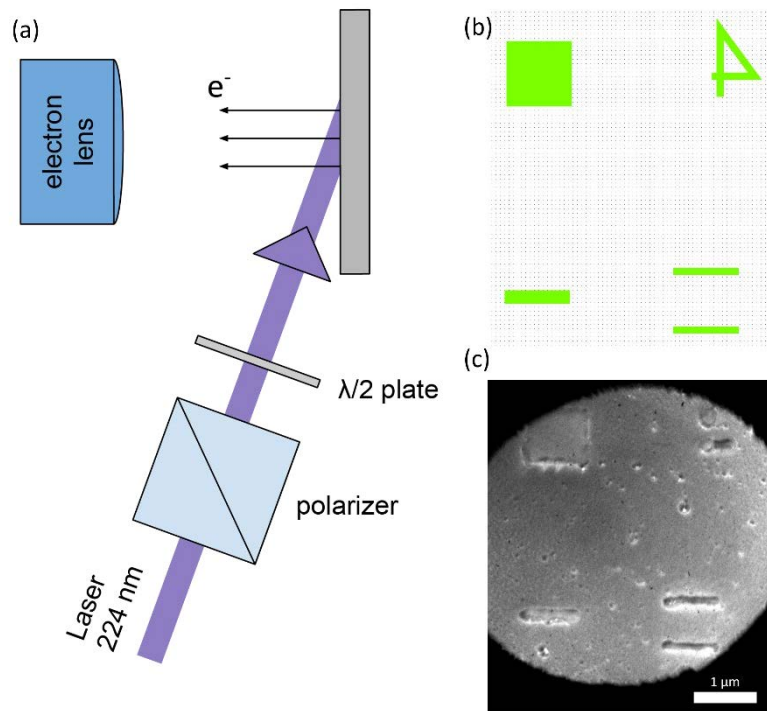 (a)
electron
lens
e-
λ/2 plate
polarizer
Laser
224 nm
(b)
(c)
1 μm